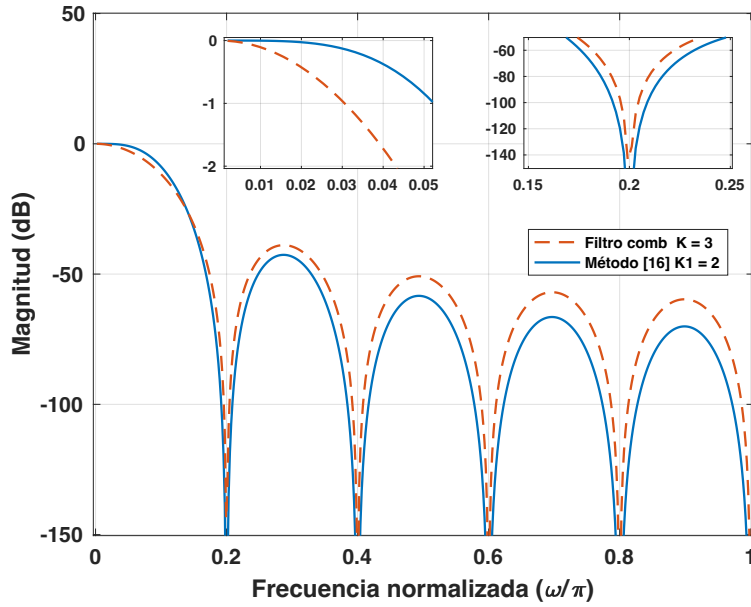 0
-1
-2
0.01 0.02 0.03 0.04 0.05
-60
-80
-100
-120
-140
0.15 0.2 0.25
Filtro comb K = 3
Método [16] K1 = 2
0
-50
-100
-150
0 0.2 0.4 0.6 0.8 1
Magnitud (dB)
Frecuencia normalizada (ω/π)